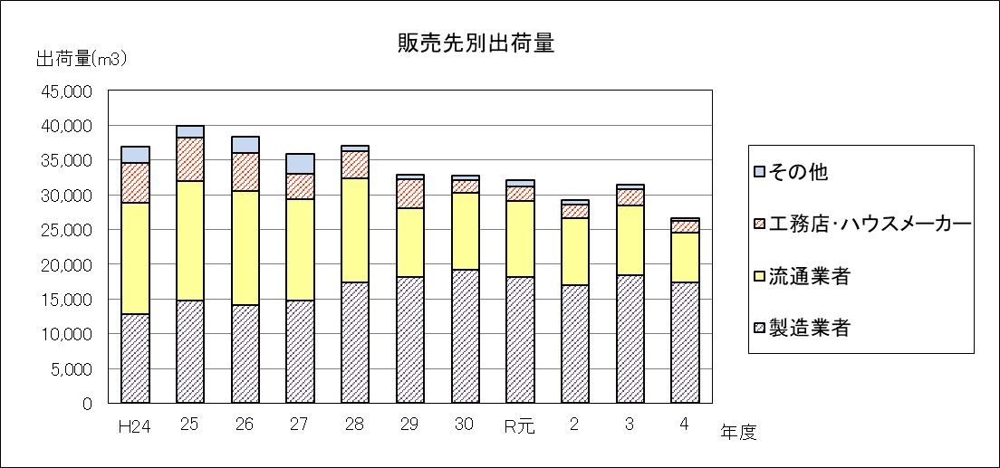 販売先別出荷量
出荷量(m3)
45,000
40,000
35,000
30,000
25,000
20,000
15,000
10,000
5,000
0
H24 25 26 27 28 29 30 R元 2 3 4 年度
その他
工務店・ハウスメーカー
流通業者
製造業者